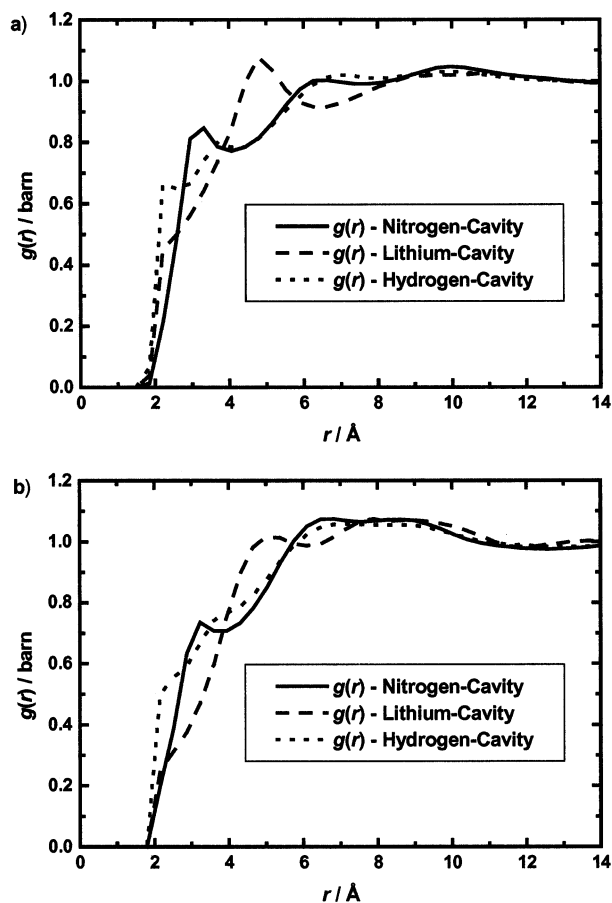 a)
1.2
1.0
0.8
0.6
0.4
0.2
0.0
g(r) / barn
g(r) - Nitrogen-Cavity
g(r) - Lithium-Cavity
g(r) - Hydrogen-Cavity
0 2 4 6 8 10 12 14
r / Å
b)
1.2
1.0
0.8
0.6
0.4
0.2
0.0
g(r) / barn
g(r) - Nitrogen-Cavity
g(r) - Lithium-Cavity
g(r) - Hydrogen-Cavity
0 2 4 6 8 10 12 14
r / Å